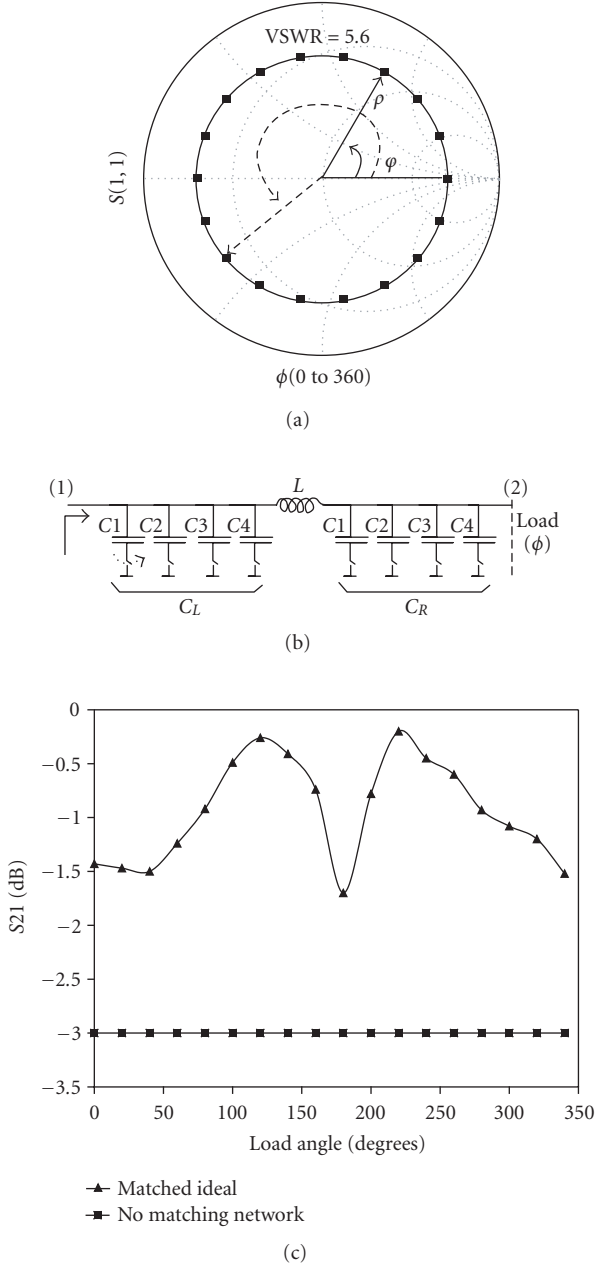 VSWR = 5.6
ρ
φ
S(1, 1)
ϕ(0 to 360)
(a)
(1) L (2)
C1 C2 C3 C4 C1 C2 C3 C4 Load
(ϕ)
C_L C_R
(b)
0
−0.5
−1
−1.5
−2
−2.5
−3
−3.5
S21 (dB)
0 50 100 150 200 250 300 350
Load angle (degrees)
Matched ideal
No matching network
(c)